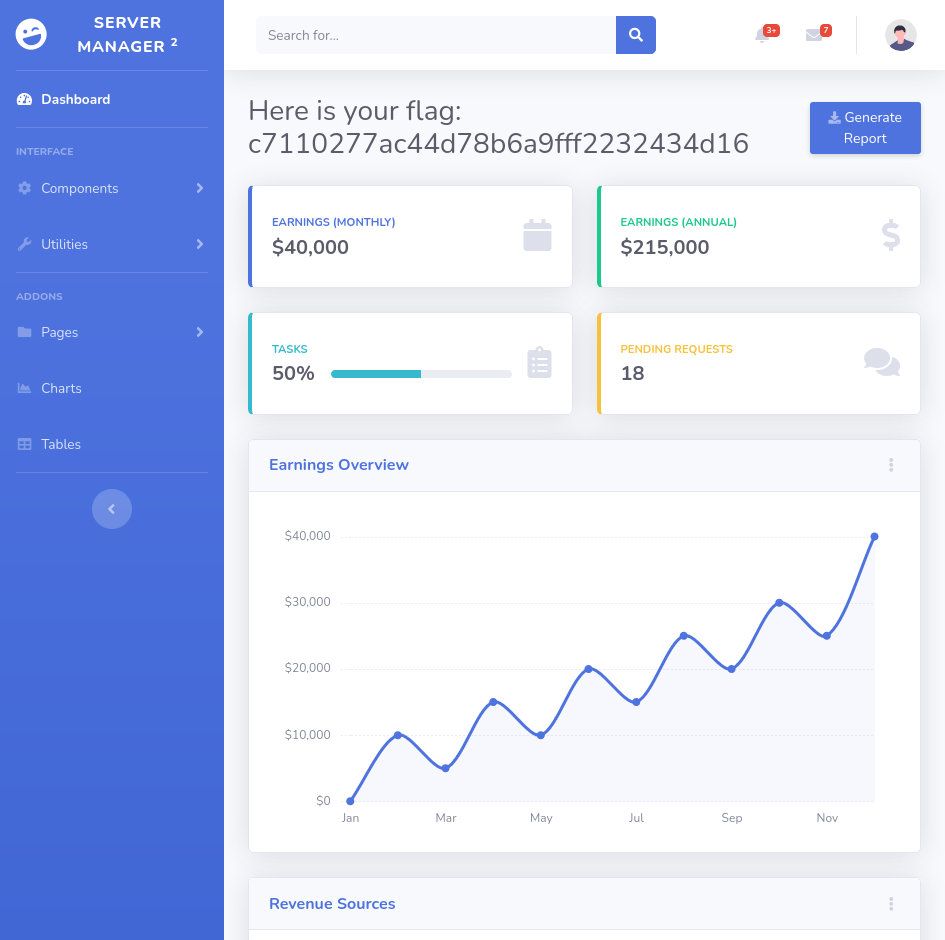 SERVER
MANAGER 2
Dashboard
INTERFACE
Components
Utilities
ADDONS
Pages
Charts
Tables
Search for...
3+
7
Here is your flag:
c7110277ac44d78b6a9fff2232434d16
Generate
Report
EARNINGS (MONTHLY)
$40,000
EARNINGS (ANNUAL)
$215,000
TASKS
50%
PENDING REQUESTS
18
Earnings Overview
$40,000
$30,000
$20,000
$10,000
$0
Jan Mar May Jul Sep Nov
Revenue Sources